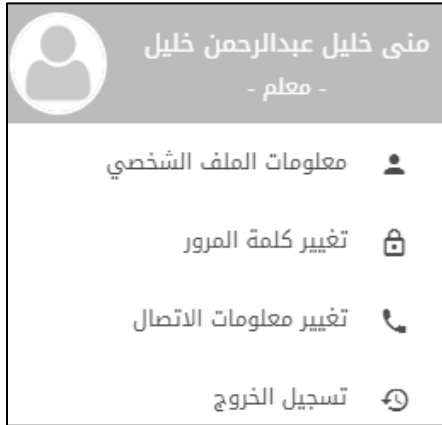 منى خليل عبدالرحمن خليل
- معلم -
معلومات الملف الشخصي
تغيير كلمة المرور
تغيير معلومات الاتصال
تسجيل الخروج